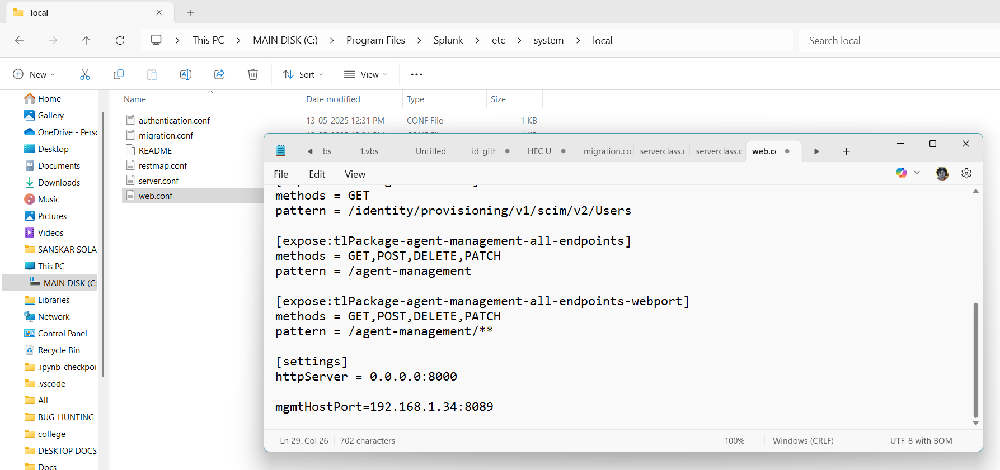 local
This PC > MAIN DISK (C:) > Program Files > Splunk > etc > system > local
Search local
New
Sort
View
Home
Gallery
OneDrive - Persc
Desktop
Documents
Downloads
Music
Pictures
Videos
SANSKAR SOLA
This PC
MAIN DISK (C:
Libraries
Network
Control Panel
Recycle Bin
.ipynb_checkpoi
.vscode
All
BUG_HUNTING
college
DESKTOP DOCS
Docs
Name Date modified Type Size
authentication.conf 13-05-2025 12:31 PM CONF File 1 KB
migration.conf
README
restmap.conf
server.conf
web.conf
bs 1.vbs Untitled id_gith HEC U migration.co serverclass.c serverclass.c web.co
File Edit View
methods = GET
pattern = /identity/provisioning/v1/scim/v2/Users
[expose:tlPackage-agent-management-all-endpoints]
methods = GET,POST,DELETE,PATCH
pattern = /agent-management
[expose:tlPackage-agent-management-all-endpoints-webport]
methods = GET,POST,DELETE,PATCH
pattern = /agent-management/**
[settings]
httpServer = 0.0.0.0:8000
mgmtHostPort=192.168.1.34:8089
Ln 29, Col 26 702 characters 100% Windows (CRLF) UTF-8 with BOM